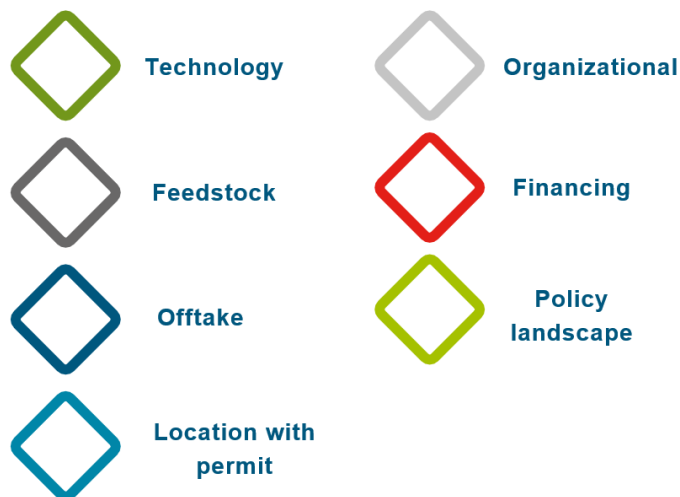 Technology
Feedstock
Offtake
Location with
permit
Organizational
Financing
Policy
landscape